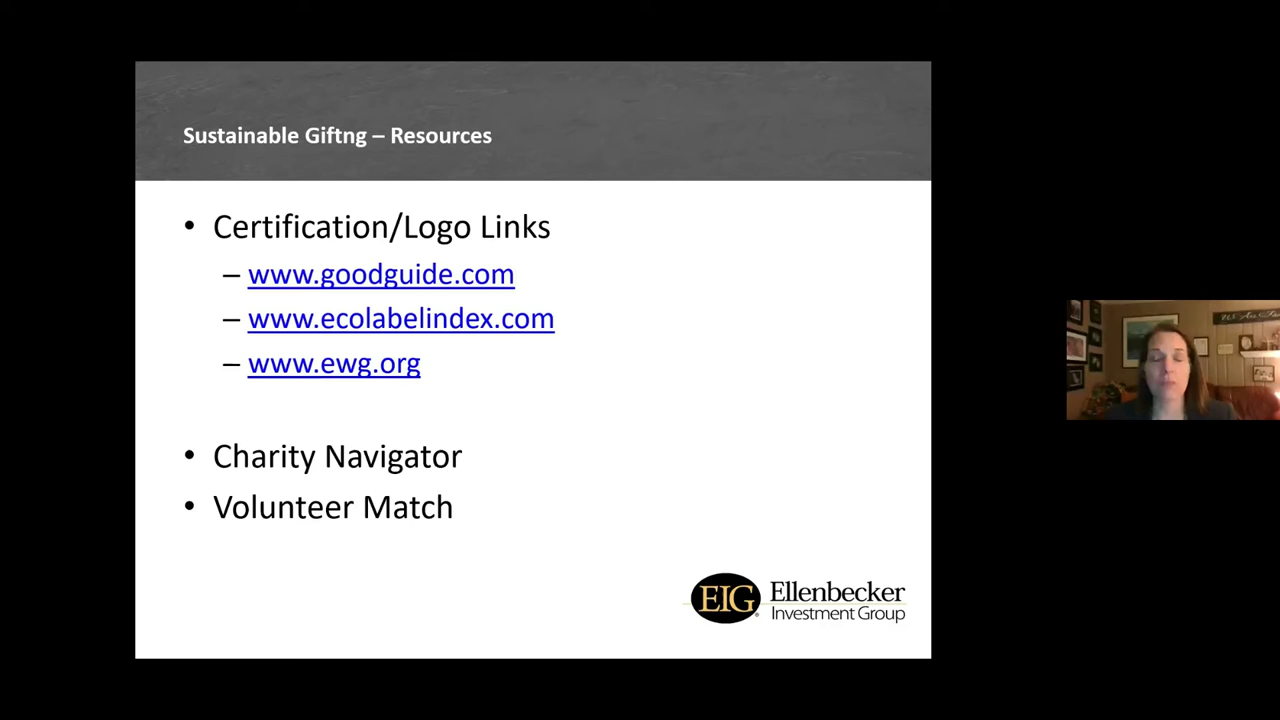 Sustainable Giftng – Resources
• Certification/Logo Links
– www.goodguide.com
– www.ecolabelindex.com
– www.ewg.org
• Charity Navigator
• Volunteer Match
EIG Ellenbecker
Investment Group